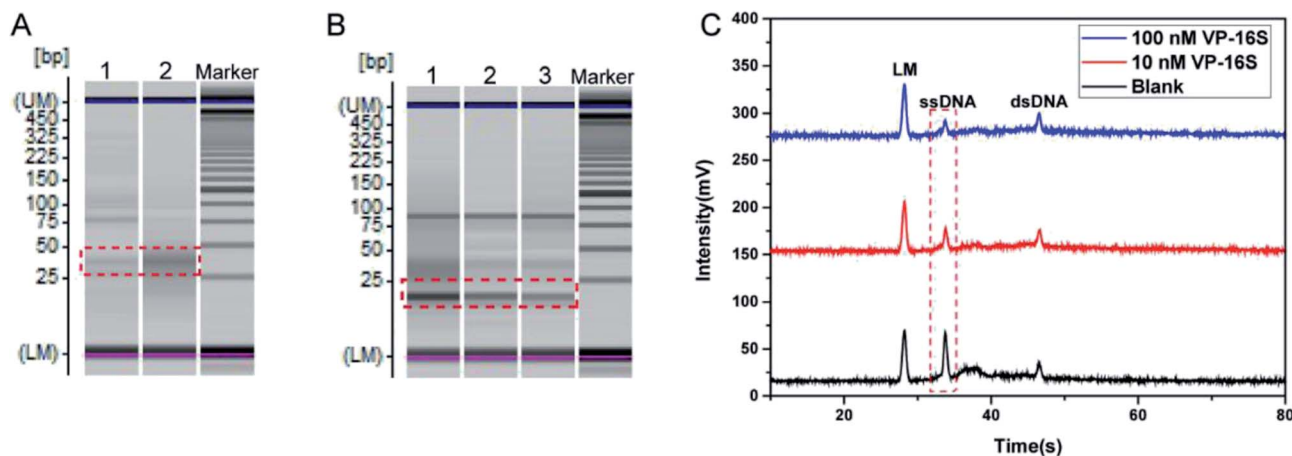 A
[bp]
1 2 Marker
(UM)
450
325
225
150
100
75
50
25
(LM)
B
[bp]
1 2 3 Marker
(UM)
450
325
225
150
100
75
50
25
(LM)
C
400
350
300
250
200
150
100
50
0
Intensity(mV)
100 nM VP-16S
10 nM VP-16S
Blank
LM
ssDNA
dsDNA
20 40 60 80
Time(s)